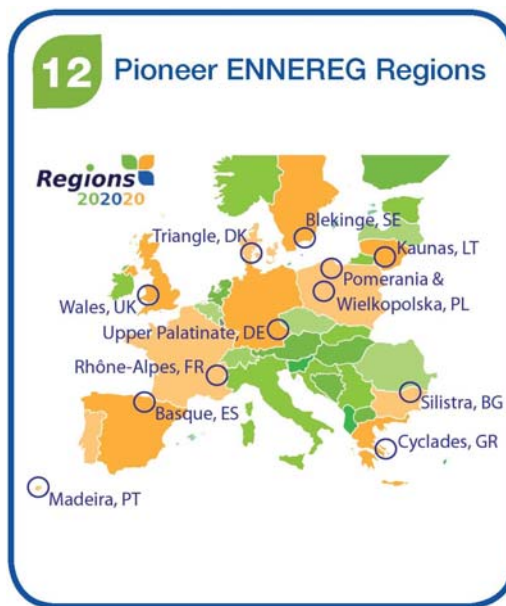 12 Pioneer ENNEREG Regions
Regions
202020
Blekinge, SE
Triangle, DK
Kaunas, LT
Pomerania &
Wielkopolska, PL
Wales, UK
Upper Palatinate, DE
Rhône-Alpes, FR
Basque, ES
Silistra, BG
Cyclades, GR
Madeira, PT